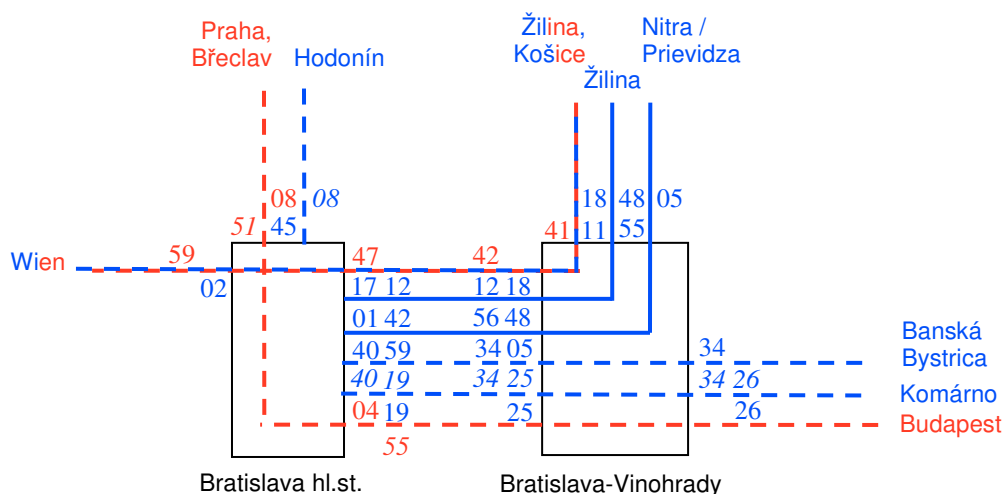 Praha,
Břeclav
Hodonín
Žilina,
Košice
Nitra /
Prievidza
Žilina
08 08
51 45
18 48 05
41 11 55
Wien
59
02
47 42
17 12 12 18
01 42 56 48
40 59 34 05 34
40 19 34 25 34 26
04 19 25 26
55
Banská
Bystrica
Komárno
Budapest
Bratislava hl.st.
Bratislava-Vinohrady